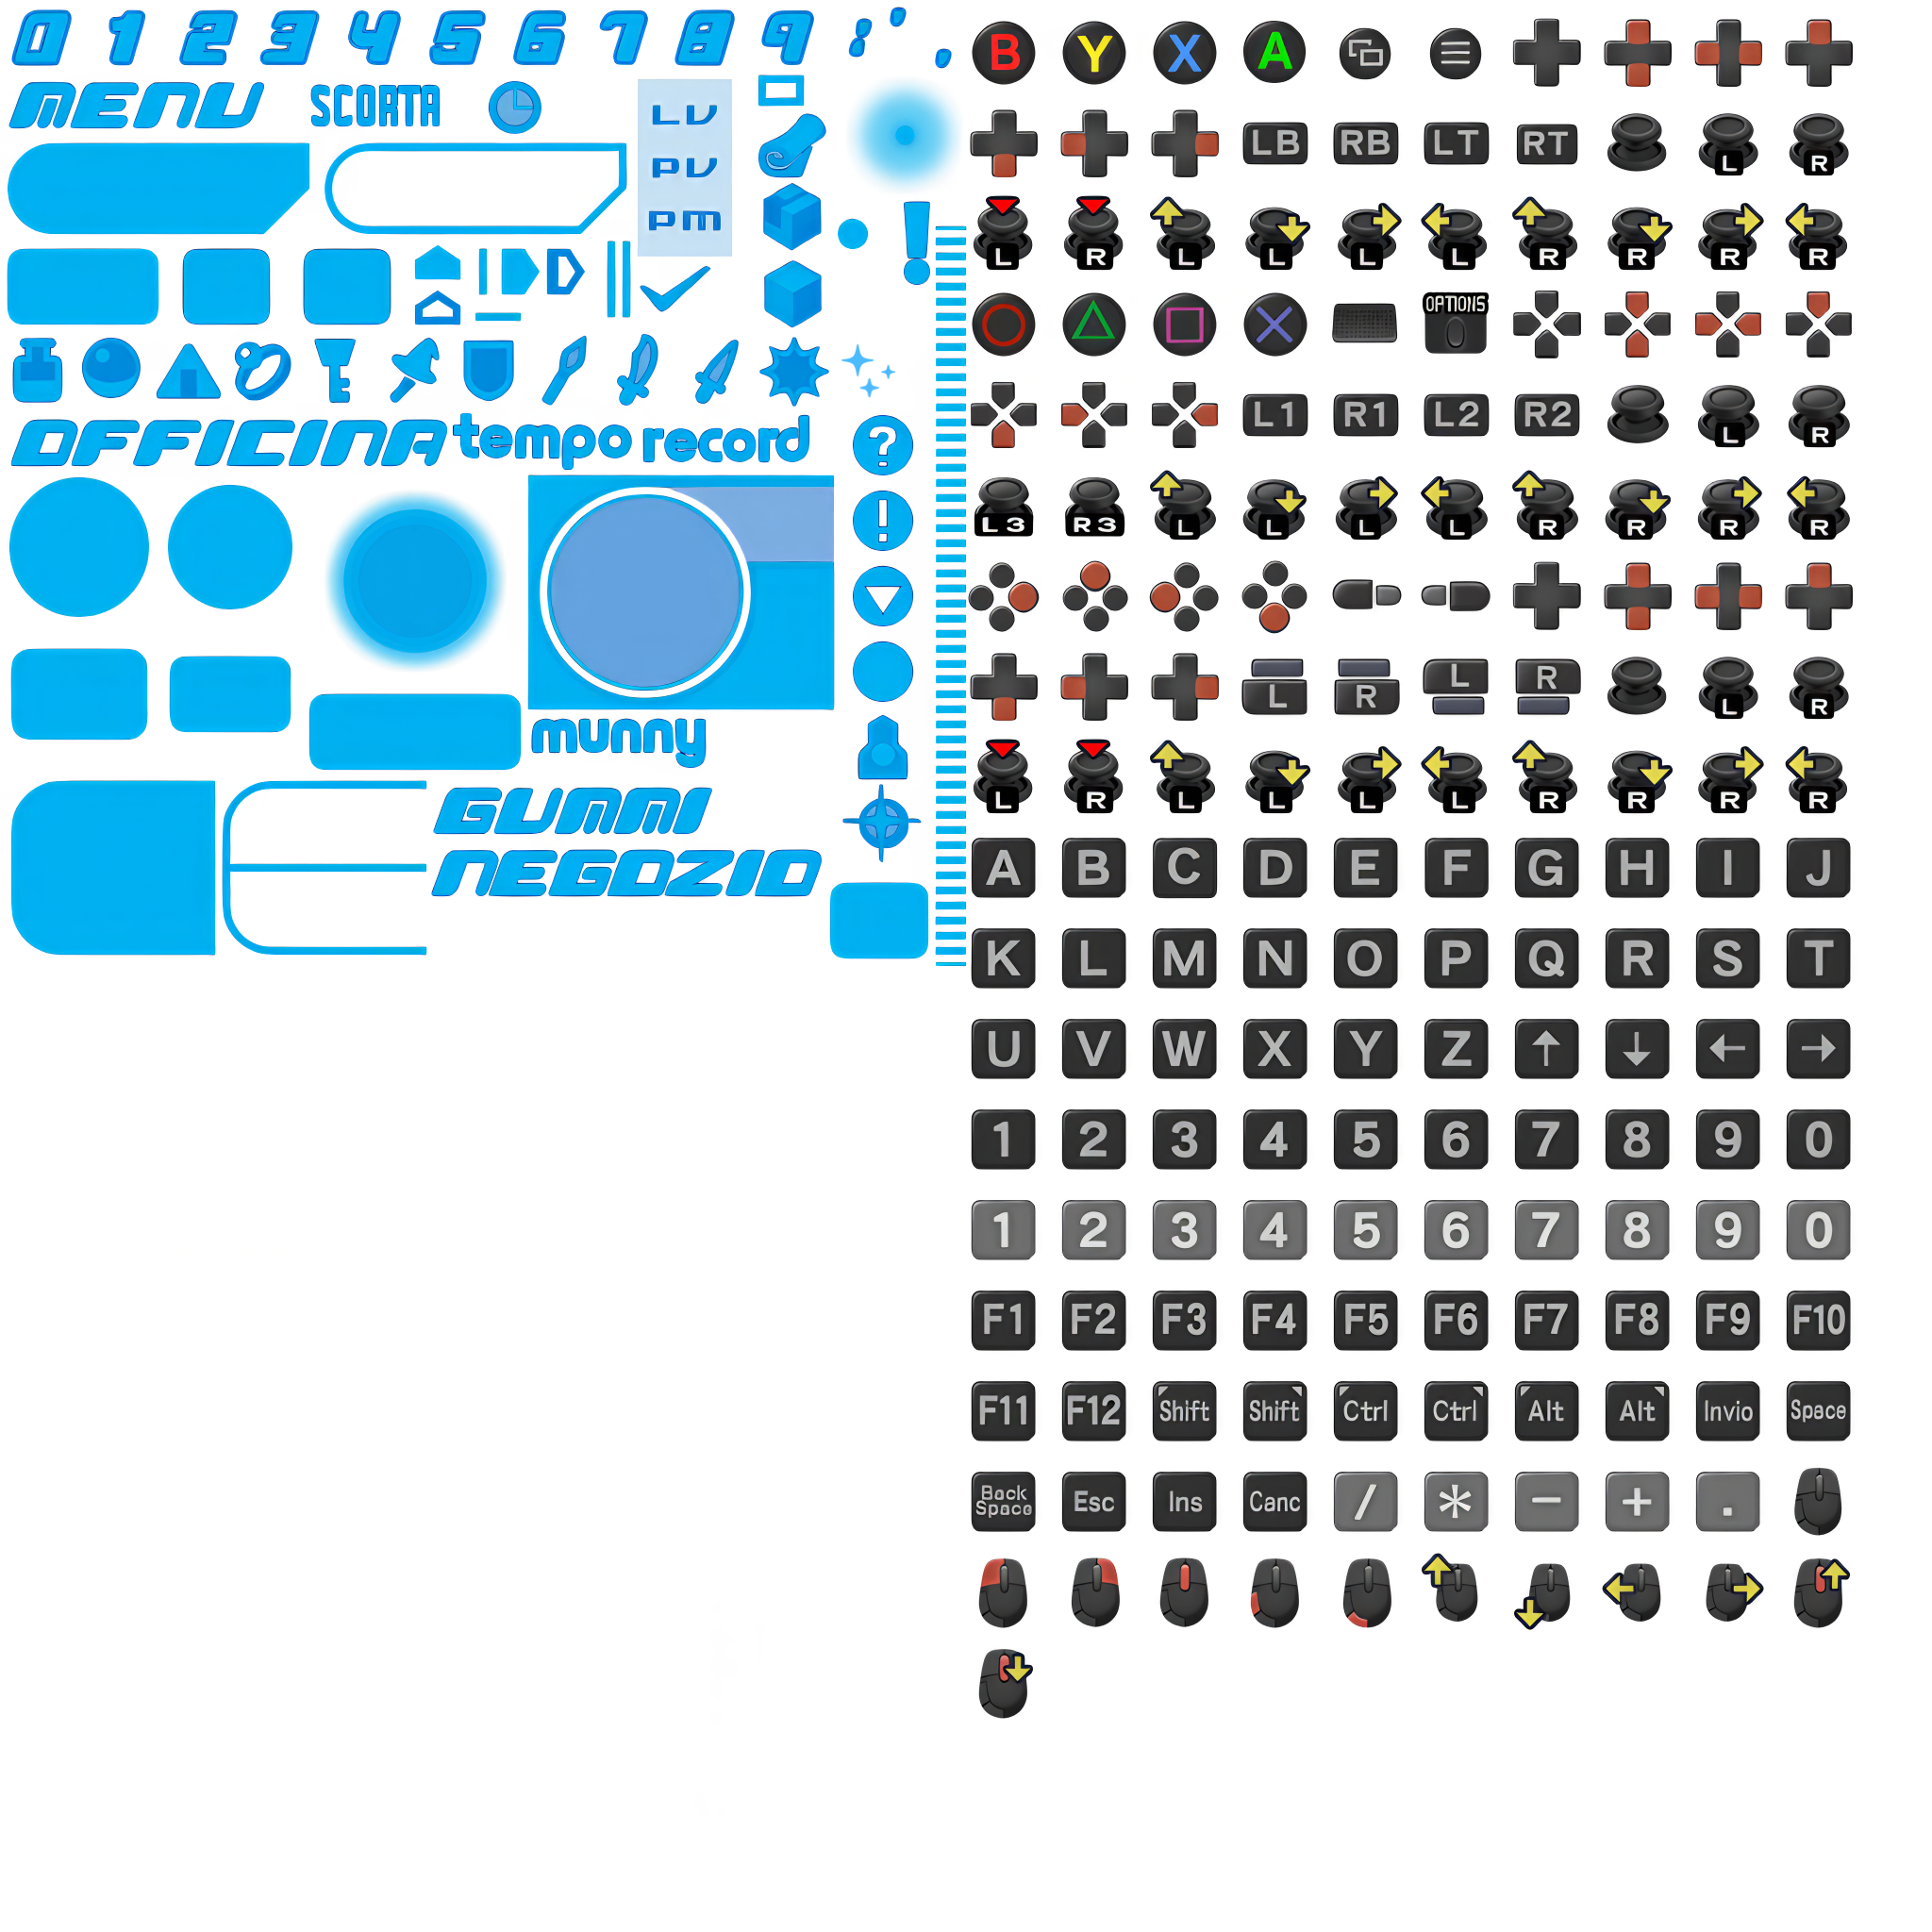 0 1 2 3 4 5 6 7 8 9 : ' ,
MENU
SCORTA
LV
PV
PM
!
OFFICINA
tempo
record
?
!
munny
GUMMI
NEGOZIO
B Y X A
LB RB LT RT L R
L R L L L L R R R R
OPTIONS
L1 R1 L2 R2 L R
L3 R3 L L L L R R R R
L R L R L R
L R L L L L R R R R
A B C D E F G H I J
K L M N O P Q R S T
U V W X Y Z ↑ ↓ ← →
1 2 3 4 5 6 7 8 9 0
1 2 3 4 5 6 7 8 9 0
F1 F2 F3 F4 F5 F6 F7 F8 F9 F10
F11 F12 Shift Shift Ctrl Ctrl Alt Alt Invio Space
Back Space Esc Ins Canc / * - + .